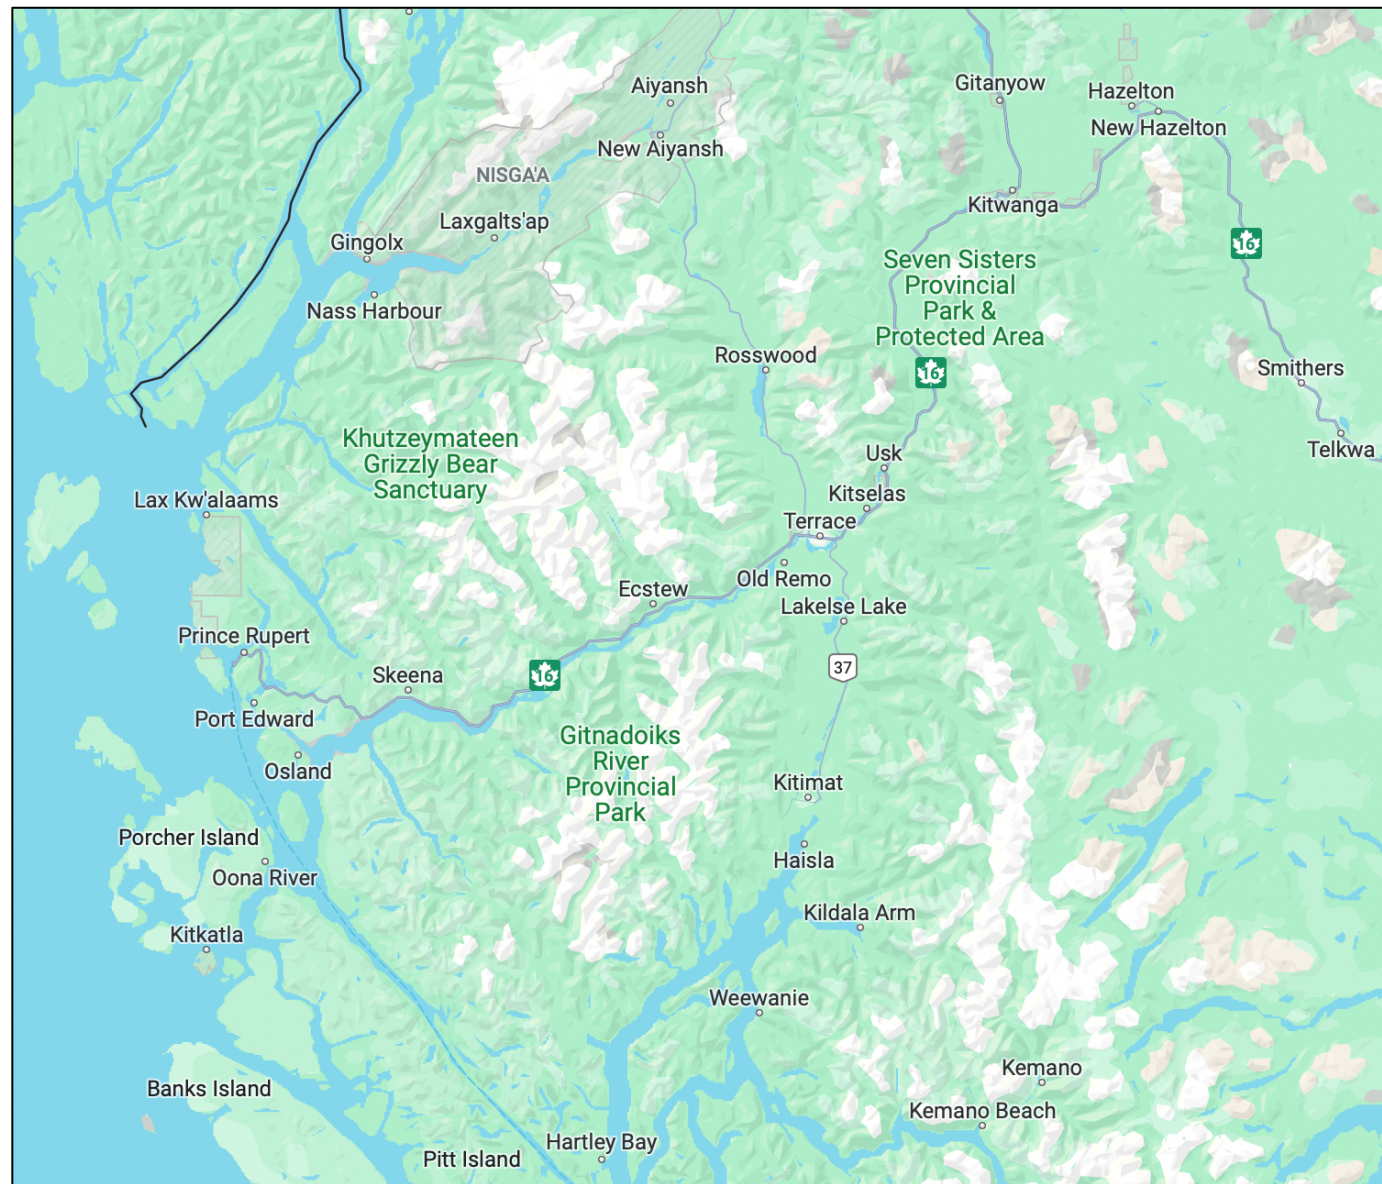 Aiyansh
Gitanyow
Hazelton
New Hazelton
New Aiyansh
NISGA'A
Kitwanga
Laxgalts'ap
Gingolx
16
Seven Sisters
Provincial
Park &
Protected Area
Nass Harbour
Rosswood
16
Smithers
Khutzeymateen
Grizzly Bear
Sanctuary
Telkwa
Usk
Kitselas
Lax Kw'alaams
Terrace
Old Remo
Ecstew
Lakelse Lake
Prince Rupert
Skeena
16
37
Port Edward
Gitnadoiks
River
Provincial
Park
Osland
Kitimat
Porcher Island
Haisla
Oona River
Kildala Arm
Kitkatla
Weewanie
Kemano
Banks Island
Kemano Beach
Hartley Bay
Pitt Island